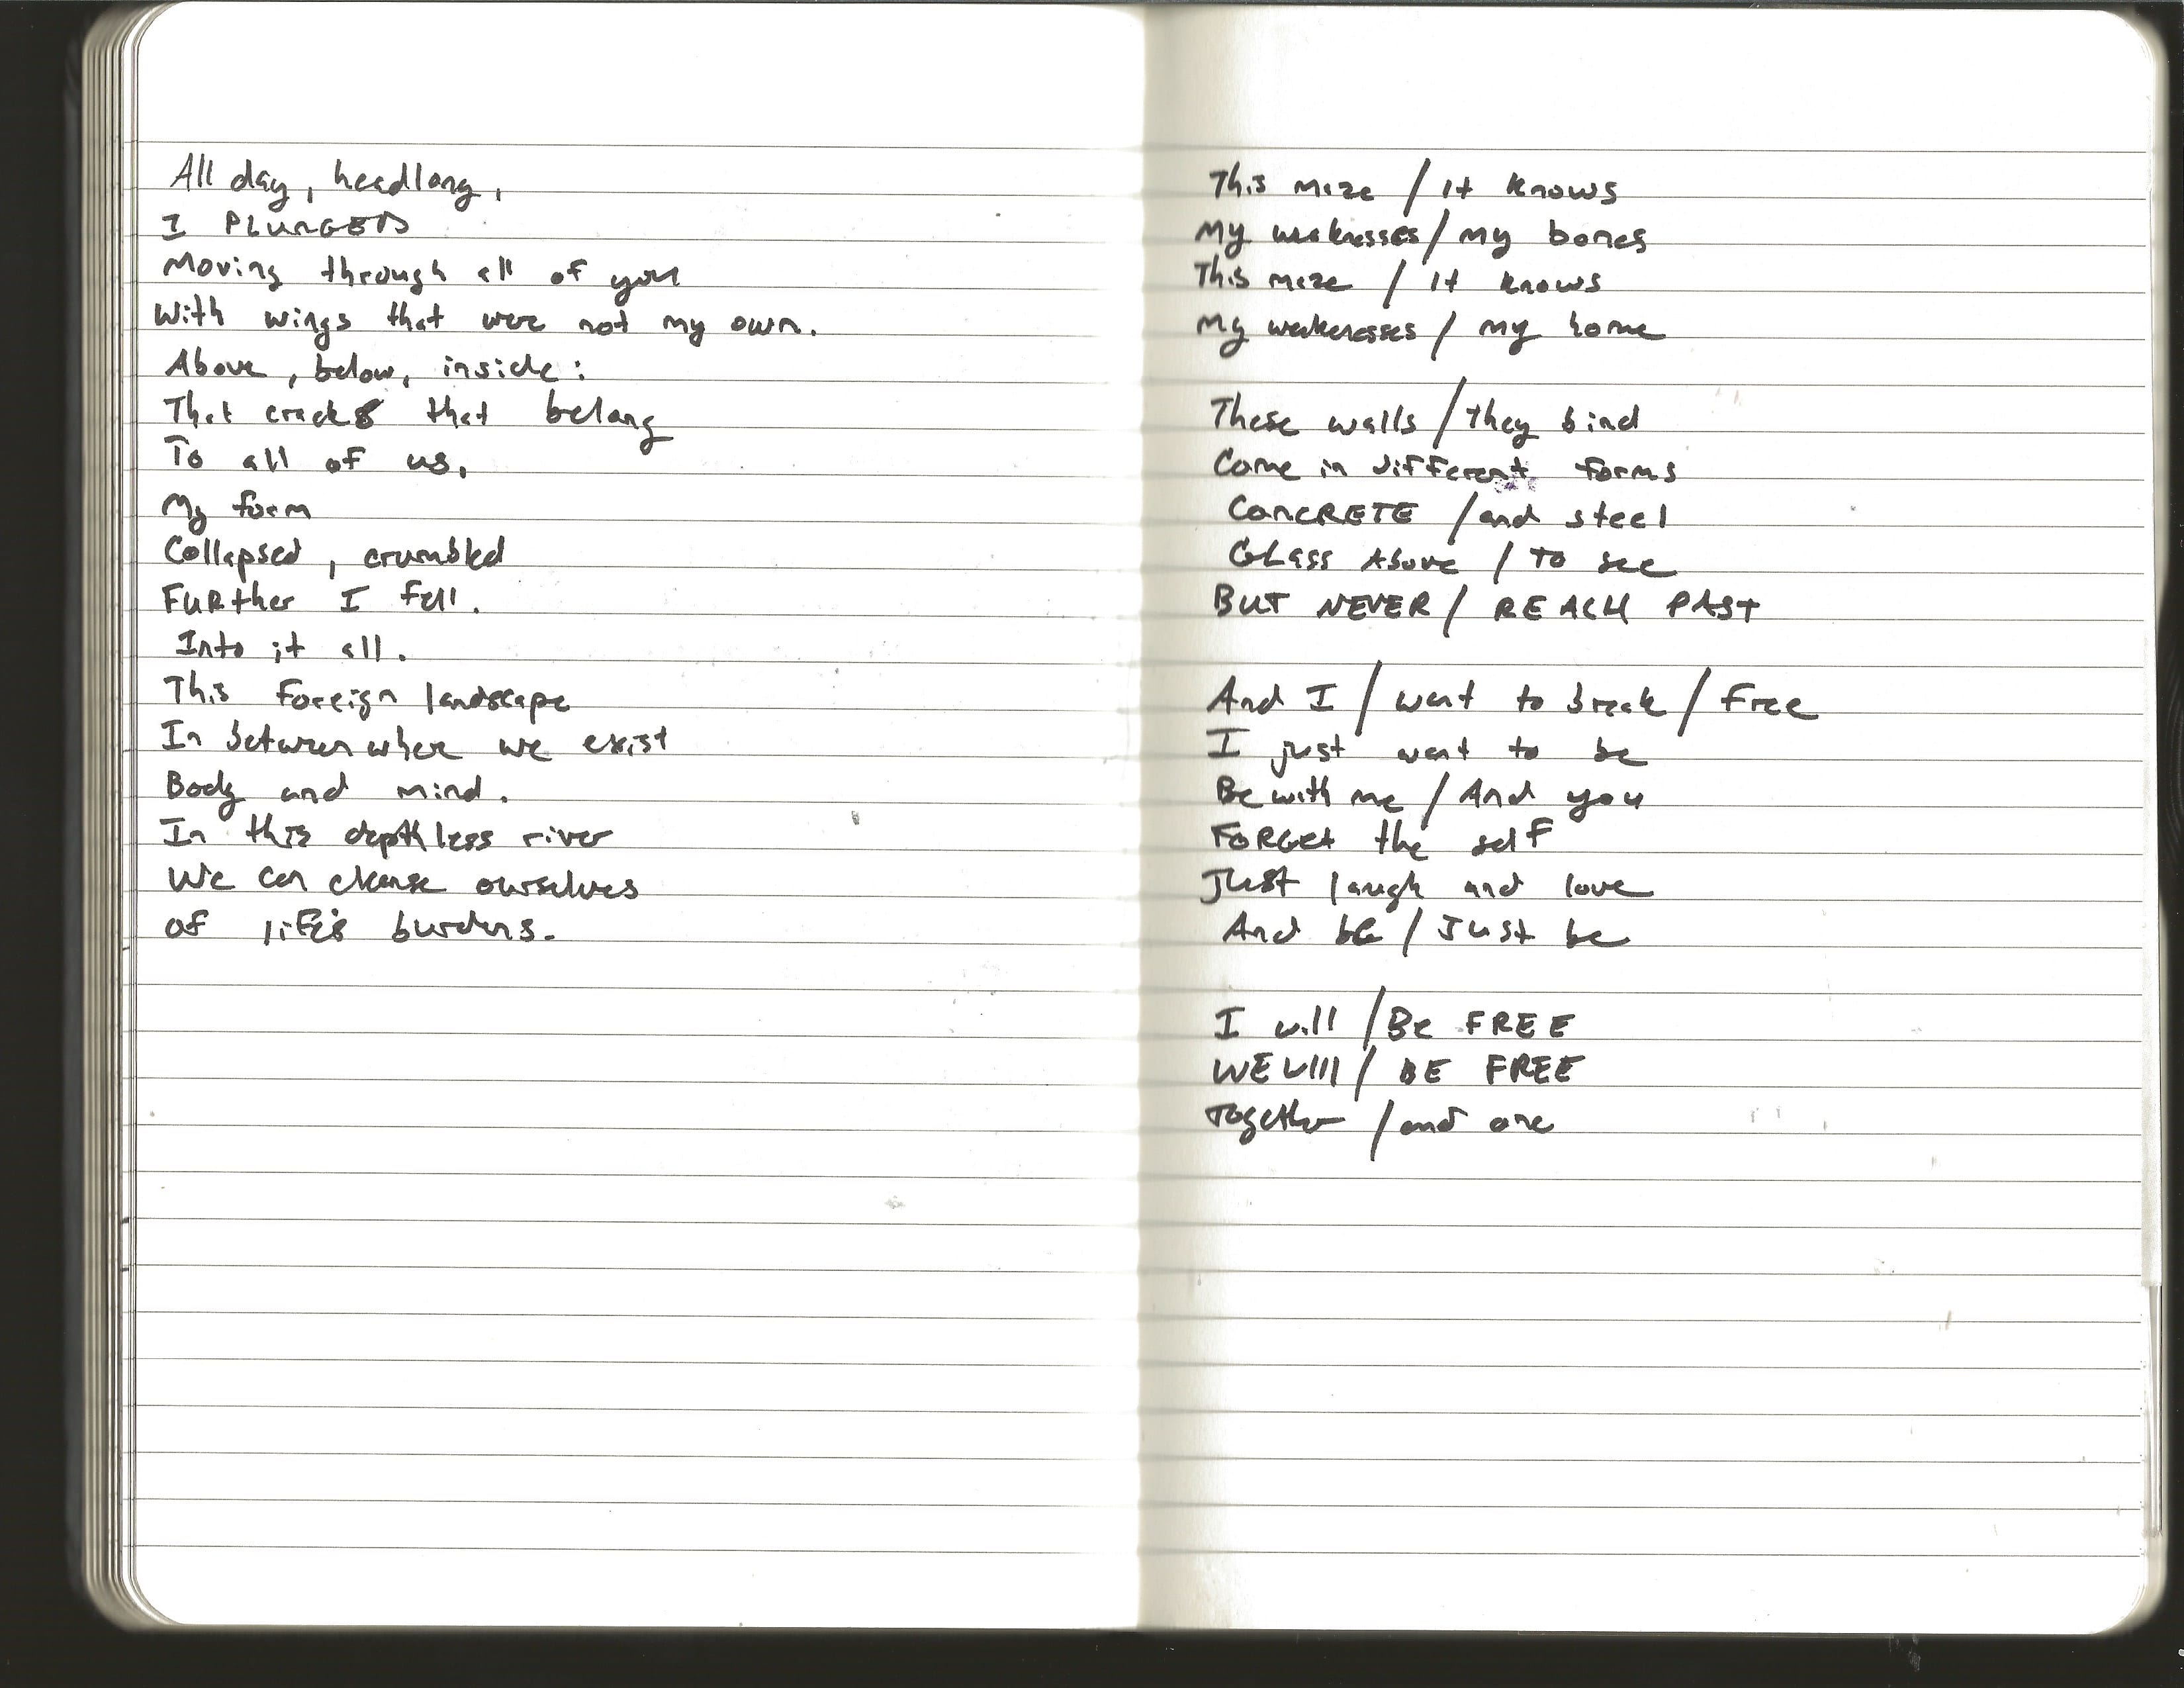 All day, headlong,
I PLUNGED
Moving through all of you
With wings that were not my own.
Above, below, inside:
That cracks that belong
To all of us.
My form
Collapsed, crumbled
Further I fell.
Into it all.
This foreign landscape
In between where we exist
Body and mind.
In this depthless river
We can cleanse ourselves
of life's burdens.
This maze / it knows
My weaknesses / my bones
This maze / It knows
My weaknesses / my home
These walls / they bind
Come in different forms
CONCRETE / and steel
GLASS Above / To see
BUT NEVER / REACH PAST
And I / want to break / Free
I just want to be
Be with me / And you
FORGET the self
Just laugh and love
And be / Just be
I will / Be FREE
WE Will / BE FREE
Together / and one